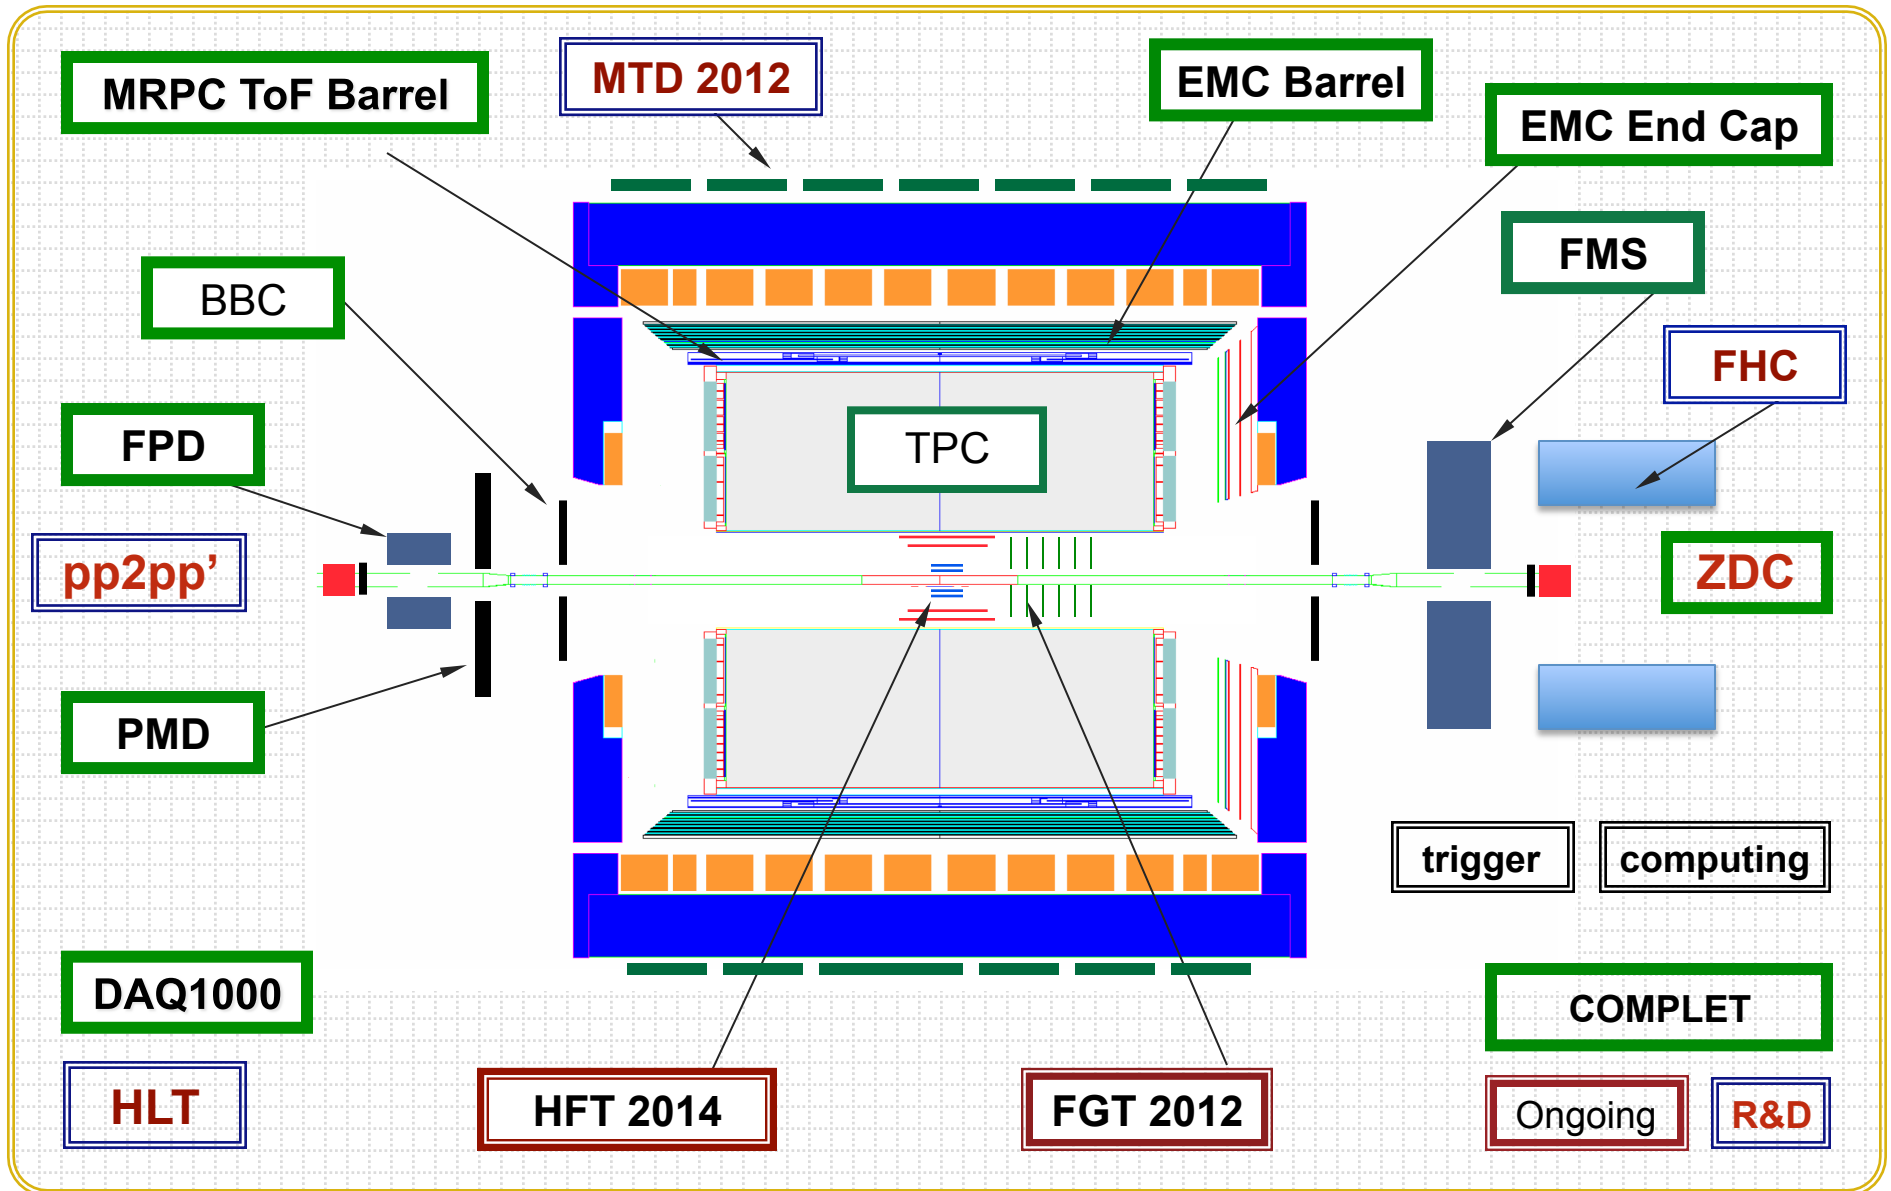 MRPC ToF Barrel
MTD 2012
EMC Barrel
EMC End Cap
FMS
BBC
FHC
FPD
TPC
pp2pp’
ZDC
PMD
trigger
computing
DAQ1000
COMPLET
HLT
HFT 2014
FGT 2012
Ongoing
R&D